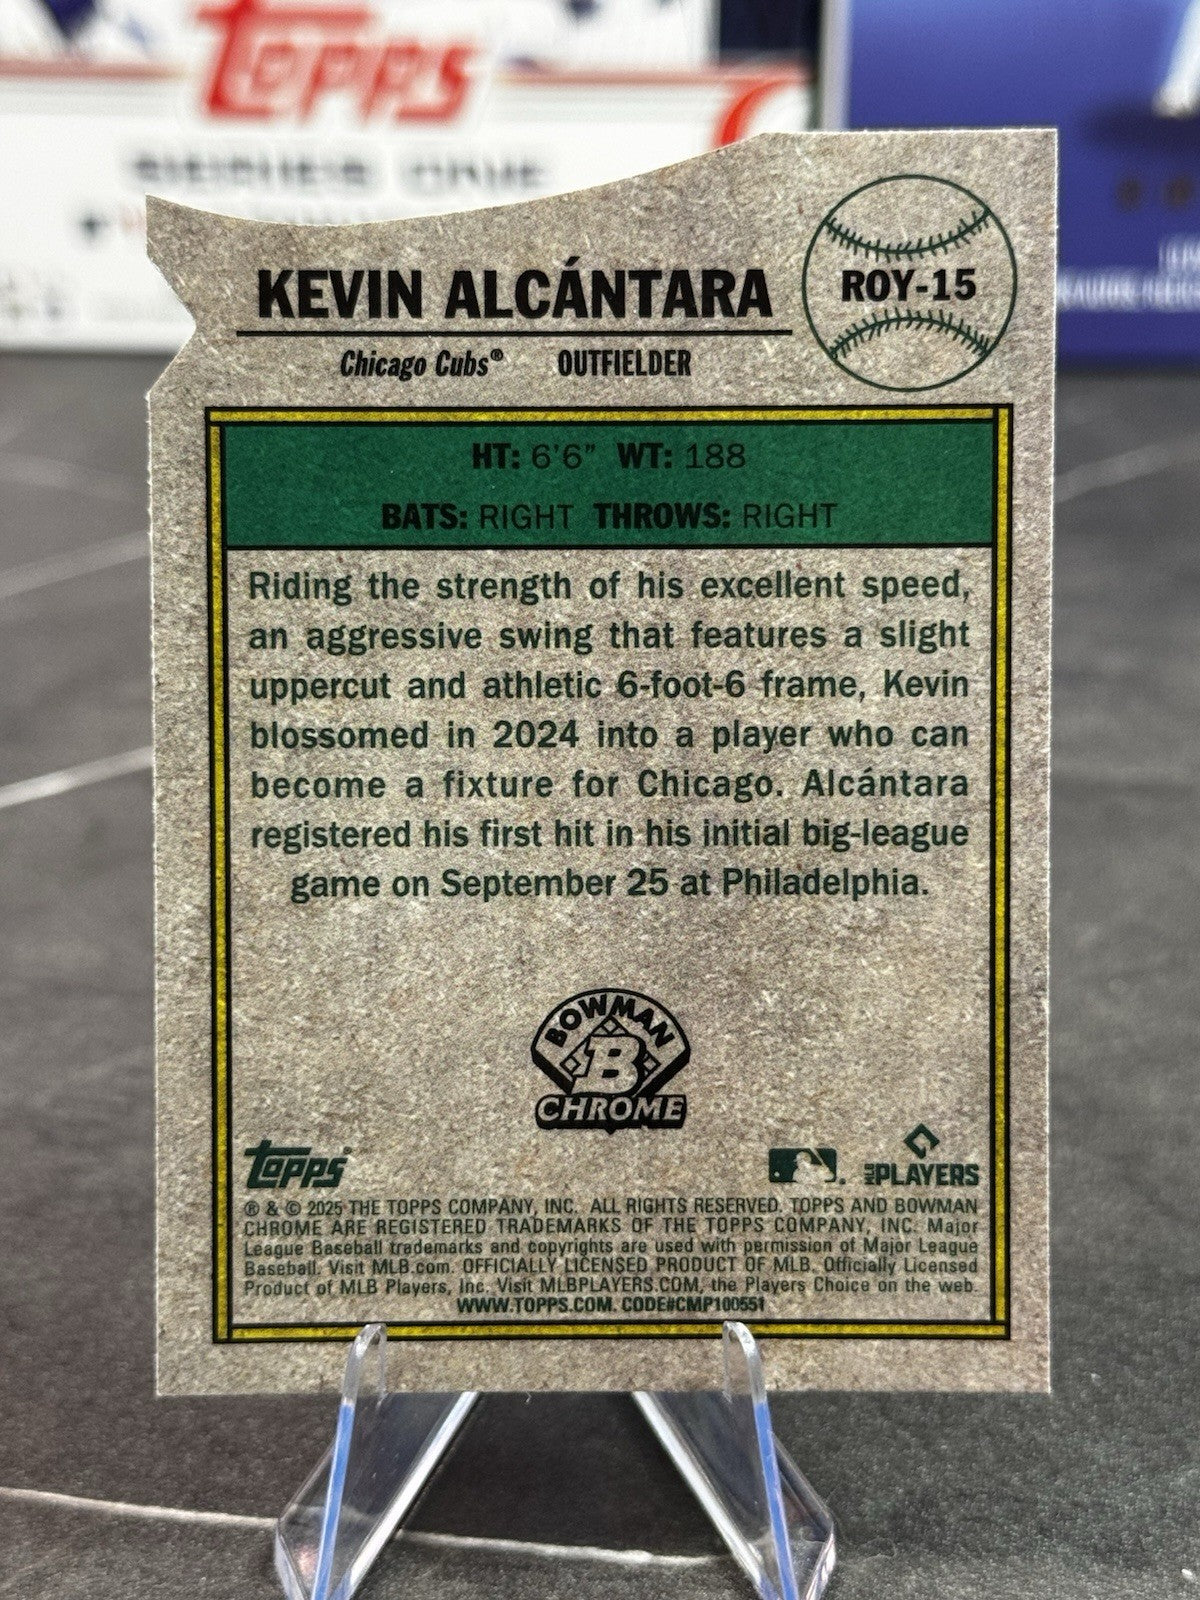 Topps
SERIES ONE
KEVIN ALCÁNTARA
ROY-15
Chicago Cubs® OUTFIELDER
HT: 6'6" WT: 188
BATS: RIGHT THROWS: RIGHT
Riding the strength of his excellent speed,
an aggressive swing that features a slight
uppercut and athletic 6-foot-6 frame, Kevin
blossomed in 2024 into a player who can
become a fixture for Chicago. Alcántara
registered his first hit in his initial big-league
game on September 25 at Philadelphia.
BOWMAN
B
CHROME
Topps®
MLB PLAYERS
® & © 2025 THE TOPPS COMPANY, INC. ALL RIGHTS RESERVED. TOPPS AND BOWMAN
CHROME ARE REGISTERED TRADEMARKS OF THE TOPPS COMPANY, INC. Major
League Baseball trademarks and copyrights are used with permission of Major League
Baseball. Visit MLB.com. OFFICIALLY LICENSED PRODUCT OF MLB. Officially Licensed
Product of MLB Players, Inc. Visit MLBPLAYERS.COM, the Players Choice on the web.
WWW.TOPPS.COM. CODE#CMP100551